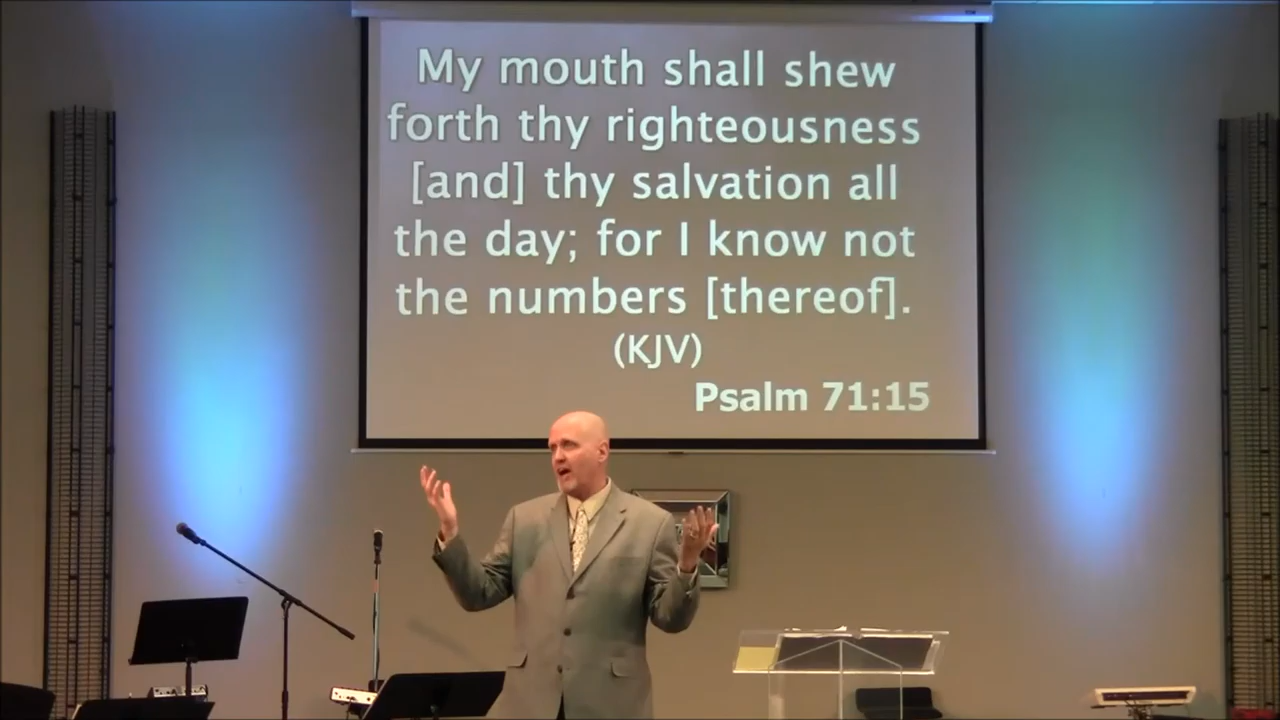 My mouth shall shew
forth thy righteousness
[and] thy salvation all
the day; for I know not
the numbers [thereof].
(KJV)
Psalm 71:15